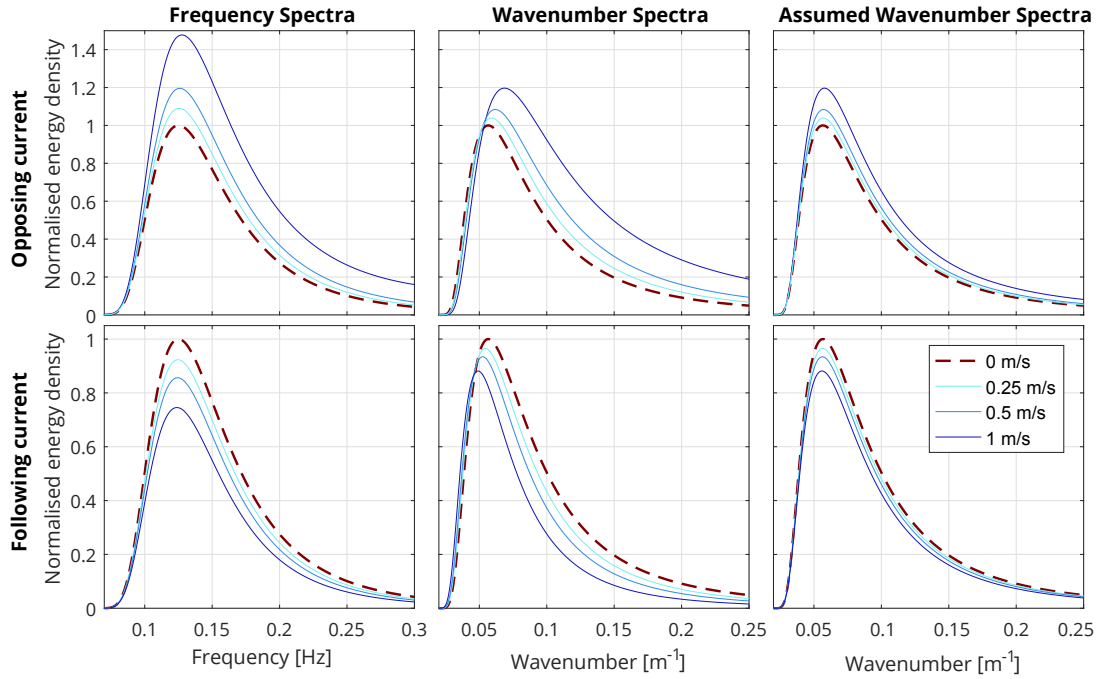 Frequency Spectra
Wavenumber Spectra
Assumed Wavenumber Spectra
Opposing current
Normalised energy density
1.4
1.2
1
0.8
0.6
0.4
0.2
0
Following current
Normalised energy density
1
0.8
0.6
0.4
0.2
0
0 m/s
0.25 m/s
0.5 m/s
1 m/s
0.1 0.15 0.2 0.25 0.3
0.05 0.1 0.15 0.2 0.25
0.05 0.1 0.15 0.2 0.25
Frequency [Hz]
Wavenumber [m⁻¹]
Wavenumber [m⁻¹]